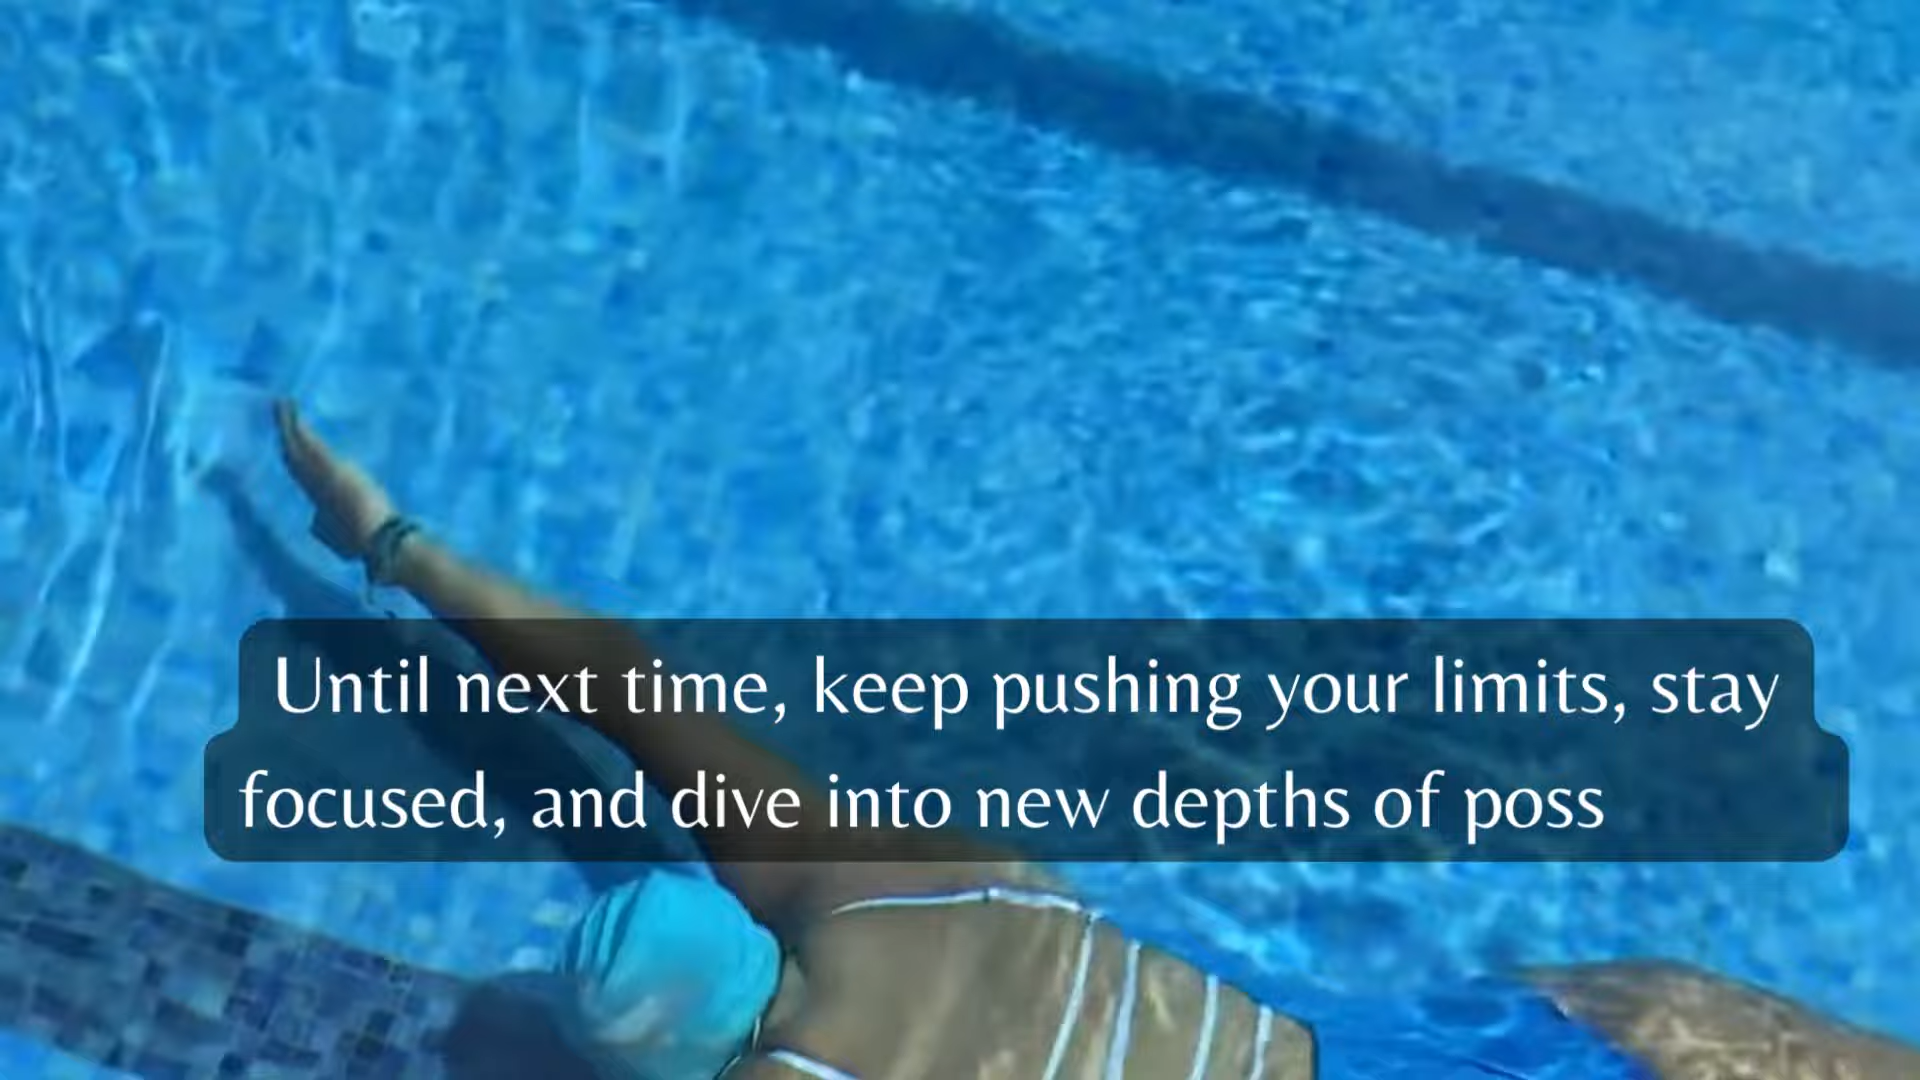 Until next time, keep pushing your limits, stay
focused, and dive into new depths of poss